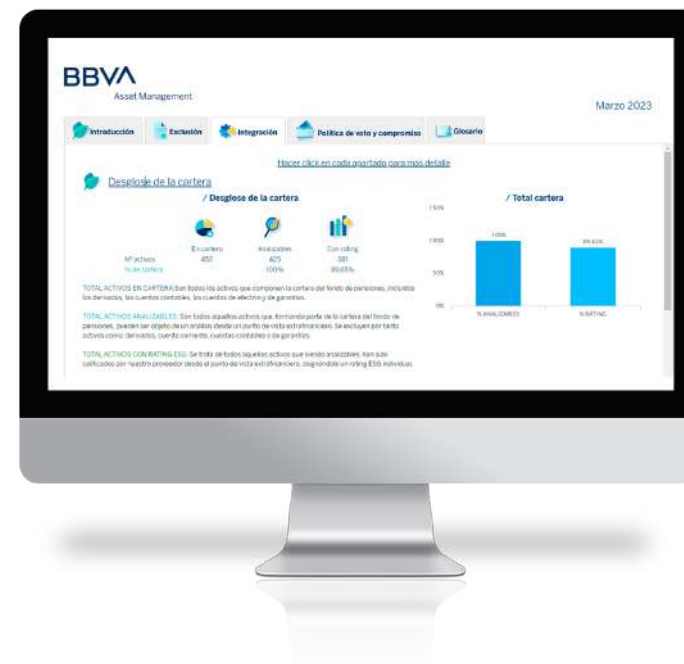 BBVA
Asset Management
Marzo 2023
Introducción
Exclusión
Integración
Política de voto y compromiso
Glosario
Hacer click en cada apartado para más detalle
Desglose de la cartera
/ Desglose de la cartera
/ Total cartera
En cartera Analizables Con rating
Nº activos 450 425 381
% de cartera 100% 89,65%
150%
100%
50%
0%
100%
89,65%
% ANALIZABLES
% RATING
TOTAL ACTIVOS EN CARTERA: Son todos los activos que componen la cartera del fondo de pensiones, incluidos
los derivados, las cuentas contables, las cuentas de efectivo y de garantías.
TOTAL ACTIVOS ANALIZABLES: Son todos aquellos activos que, formando parte de la cartera del fondo de
pensiones, pueden ser objeto de un análisis desde un punto de vista extrafinanciero. Se excluyen por tanto
activos como: derivados, cuenta corriente, cuentas contables o de garantías.
TOTAL ACTIVOS CON RATING ESG: Se trata de todos aquellos activos que siendo analizables, han sido
calificados por nuestro proveedor desde el punto de vista extrafinanciero, asignándole un rating ESG individual.